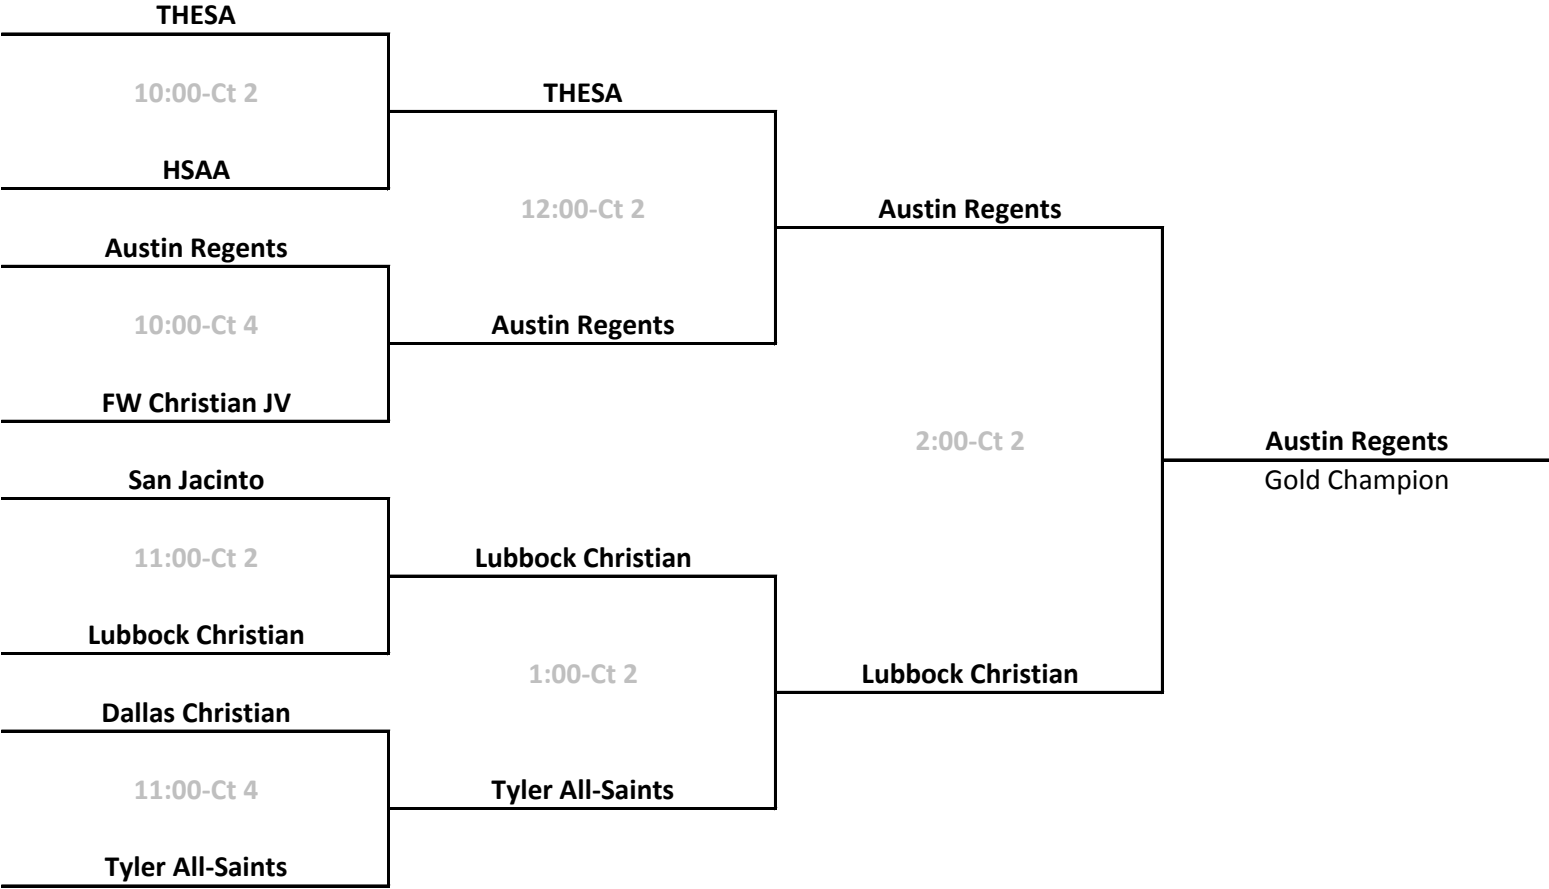 THESA
10:00-Ct 2
THESA
HSAA
12:00-Ct 2
Austin Regents
Austin Regents
10:00-Ct 4
Austin Regents
FW Christian JV
2:00-Ct 2
Austin Regents
San Jacinto
Gold Champion
11:00-Ct 2
Lubbock Christian
Lubbock Christian
1:00-Ct 2
Lubbock Christian
Dallas Christian
11:00-Ct 4
Tyler All-Saints
Tyler All-Saints